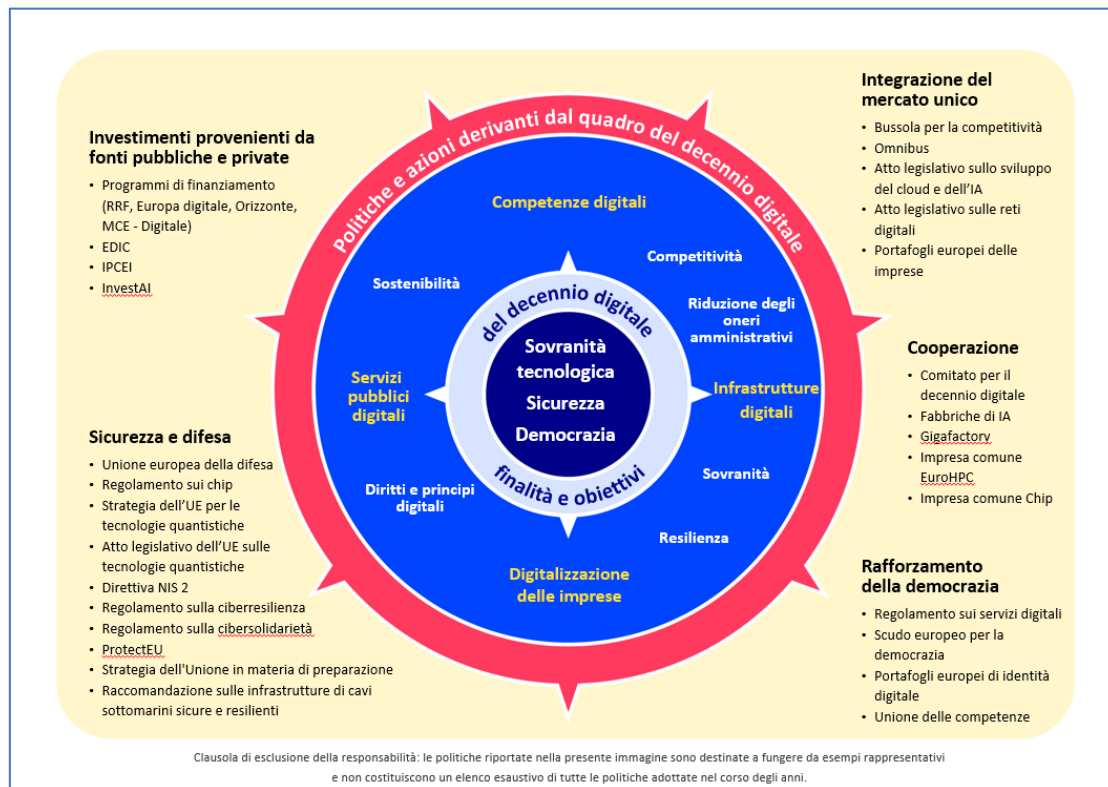 Investimenti provenienti da
fonti pubbliche e private
• Programmi di finanziamento
(RRF, Europa digitale, Orizzonte,
MCE - Digitale)
• EDIC
• IPCEI
• InvestAI
Sicurezza e difesa
• Unione europea della difesa
• Regolamento sui chip
• Strategia dell'UE per le
tecnologie quantistiche
• Atto legislativo dell'UE sulle
tecnologie quantistiche
• Direttiva NIS 2
• Regolamento sulla ciberresilienza
• Regolamento sulla cibersolidarietà
• ProtectEU
• Strategia dell'Unione in materia di preparazione
• Raccomandazione sulle infrastrutture di cavi
sottomarini sicure e resilienti
Politiche e azioni derivanti dal quadro del decennio digitale
Competenze digitali
Sostenibilità
Competitività
Riduzione degli
oneri
amministrativi
Servizi
pubblici
digitali
Infrastrutture
digitali
Diritti e principi
digitali
Sovranità
Resilienza
Digitalizzazione
delle imprese
del decennio digitale
finalità e obiettivi
Sovranità
tecnologica
Sicurezza
Democrazia
Integrazione del
mercato unico
• Bussola per la competitività
• Omnibus
• Atto legislativo sullo sviluppo
del cloud e dell'IA
• Atto legislativo sulle reti
digitali
• Portafogli europei delle
imprese
Cooperazione
• Comitato per il
decennio digitale
• Fabbriche di IA
• Gigafactory
• Impresa comune
EuroHPC
• Impresa comune Chip
Rafforzamento
della democrazia
• Regolamento sui servizi digitali
• Scudo europeo per la
democrazia
• Portafogli europei di identità
digitale
• Unione delle competenze
Clausola di esclusione della responsabilità: le politiche riportate nella presente immagine sono destinate a fungere da esempi rappresentativi
e non costituiscono un elenco esaustivo di tutte le politiche adottate nel corso degli anni.